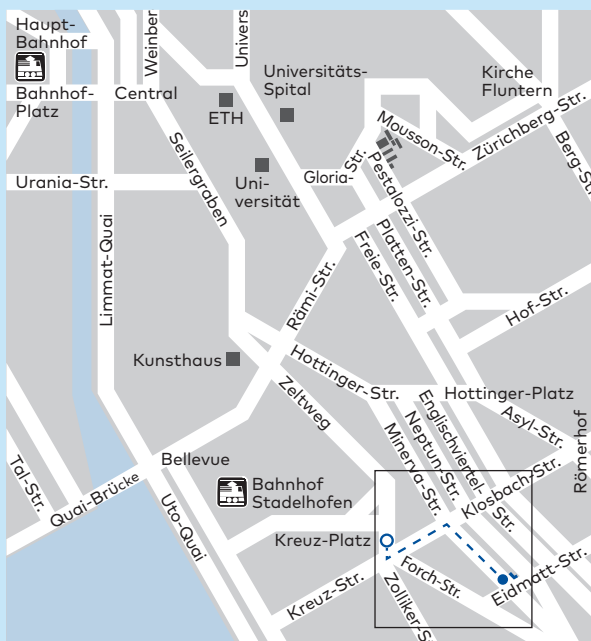 Haupt-
Bahnhof
Bahnhof-
Platz
Central
Weinber
Univers
ETH
Universitäts-
Spital
Kirche
Fluntern
Mousson-Str.
Zürichberg-Str.
Berg-Str
Urania-Str.
Seilergraben
Uni-
versität
Gloria-
Str.
Pestalozzi-Str.
Platten-Str.
Freie-Str.
Limmat-Quai
Rämi-Str.
Hof-Str.
Kunsthaus
Hottinger-Str.
Hottinger-Platz
Zeltweg
Englischviertel-
Str.
Neptun-Str.
Minerva-Str.
Asyl-Str.
Römerhof
Tal-Str.
Quai-Brücke
Bellevue
Uto-Quai
Bahnhof
Stadelhofen
Klosbach-Str.
Kreuz-Platz
Kreuz-Str.
Forch-Str.
Zolliker-S
Eidmatt-Str.